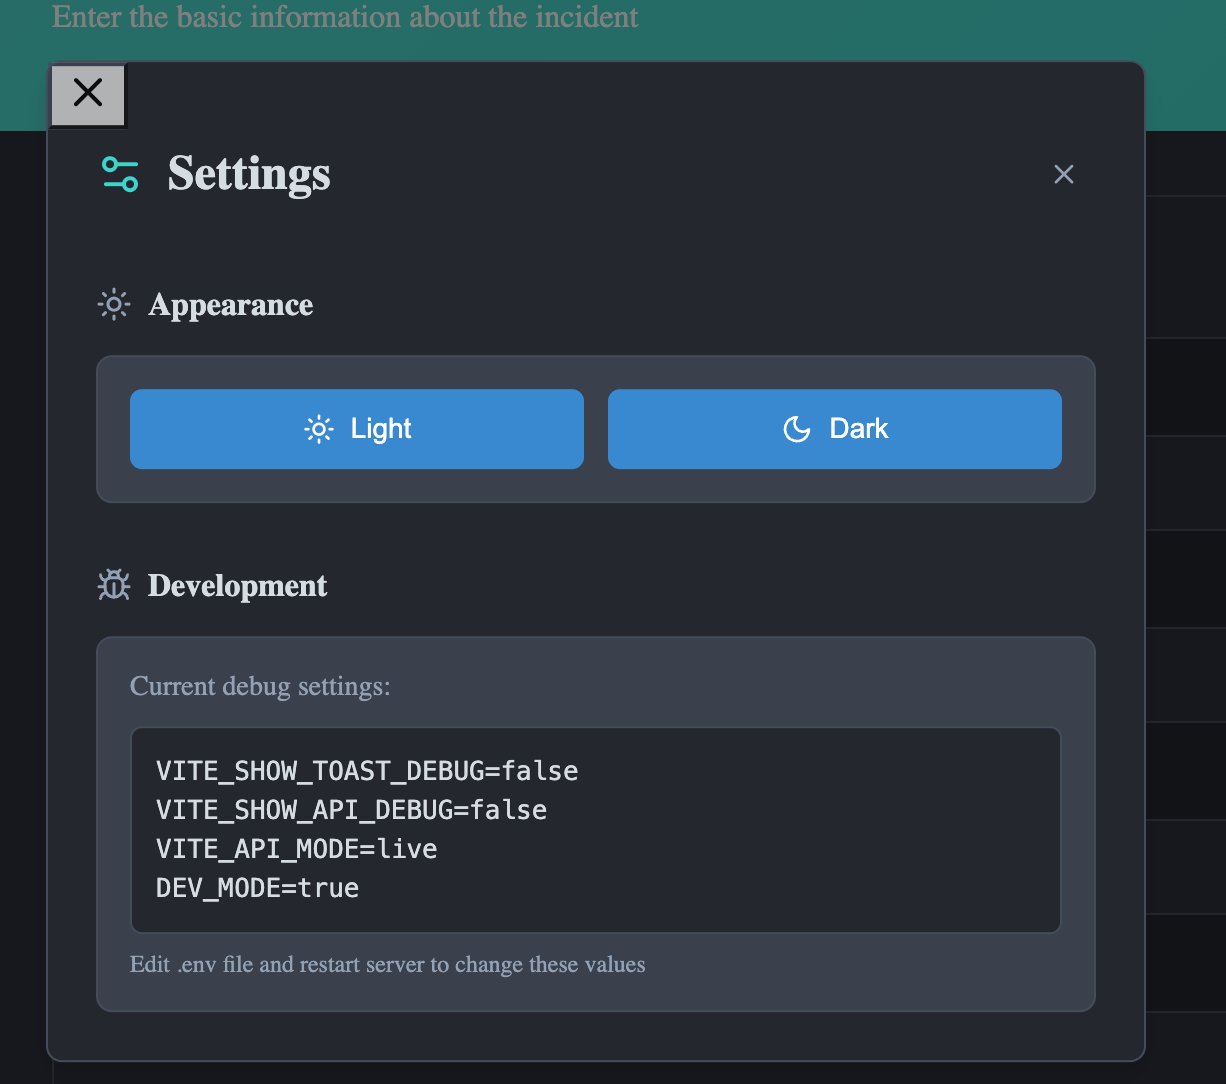 Enter the basic information about the incident
Settings
Appearance
Light
Dark
Development
Current debug settings:
VITE_SHOW_TOAST_DEBUG=false
VITE_SHOW_API_DEBUG=false
VITE_API_MODE=live
DEV_MODE=true
Edit .env file and restart server to change these values